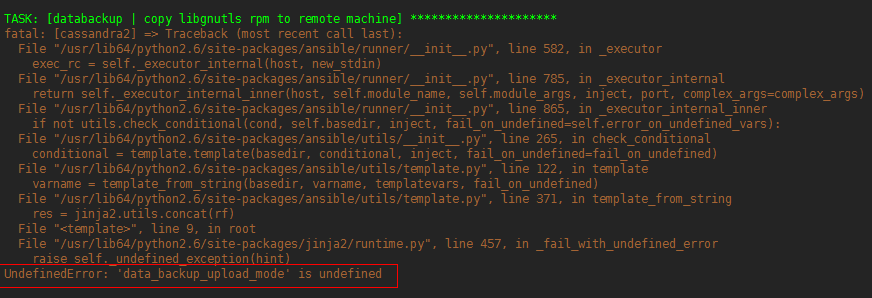 TASK: [databackup | copy libgnutls rpm to remote machine] *********************
fatal: [cassandra2] => Traceback (most recent call last):
  File "/usr/lib64/python2.6/site-packages/ansible/runner/__init__.py", line 582, in _executor
    exec_rc = self._executor_internal(host, new_stdin)
  File "/usr/lib64/python2.6/site-packages/ansible/runner/__init__.py", line 785, in _executor_internal
    return self._executor_internal_inner(host, self.module_name, self.module_args, inject, port, complex_args=complex_args)
  File "/usr/lib64/python2.6/site-packages/ansible/runner/__init__.py", line 865, in _executor_internal_inner
    if not utils.check_conditional(cond, self.basedir, inject, fail_on_undefined=self.error_on_undefined_vars):
  File "/usr/lib64/python2.6/site-packages/ansible/utils/__init__.py", line 265, in check_conditional
    conditional = template.template(basedir, conditional, inject, fail_on_undefined=fail_on_undefined)
  File "/usr/lib64/python2.6/site-packages/ansible/utils/template.py", line 122, in template
    varname = template_from_string(basedir, varname, templatevars, fail_on_undefined)
  File "/usr/lib64/python2.6/site-packages/ansible/utils/template.py", line 371, in template_from_string
    res = jinja2.utils.concat(rf)
  File "<template>", line 9, in root
  File "/usr/lib64/python2.6/site-packages/jinja2/runtime.py", line 457, in _fail_with_undefined_error
    raise self._undefined_exception(hint)
UndefinedError: 'data_backup_upload_mode' is undefined